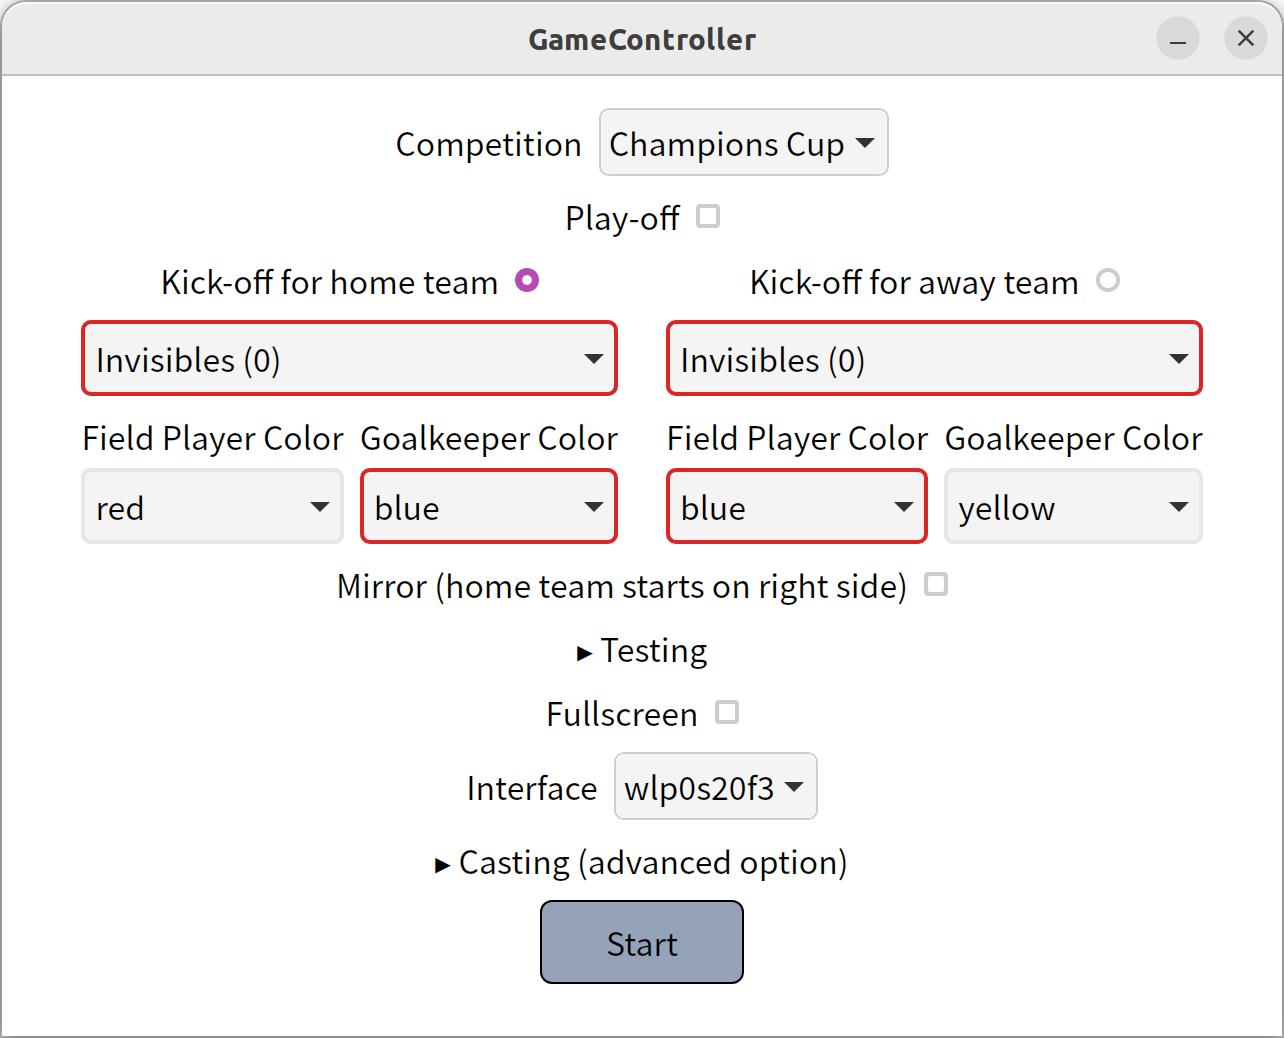 GameController
Competition Champions Cup
Play-off
Kick-off for home team Kick-off for away team
Invisibles (0) Invisibles (0)
Field Player Color Goalkeeper Color Field Player Color Goalkeeper Color
red blue blue yellow
Mirror (home team starts on right side)
▸ Testing
Fullscreen
Interface wlp0s20f3
▸ Casting (advanced option)
Start